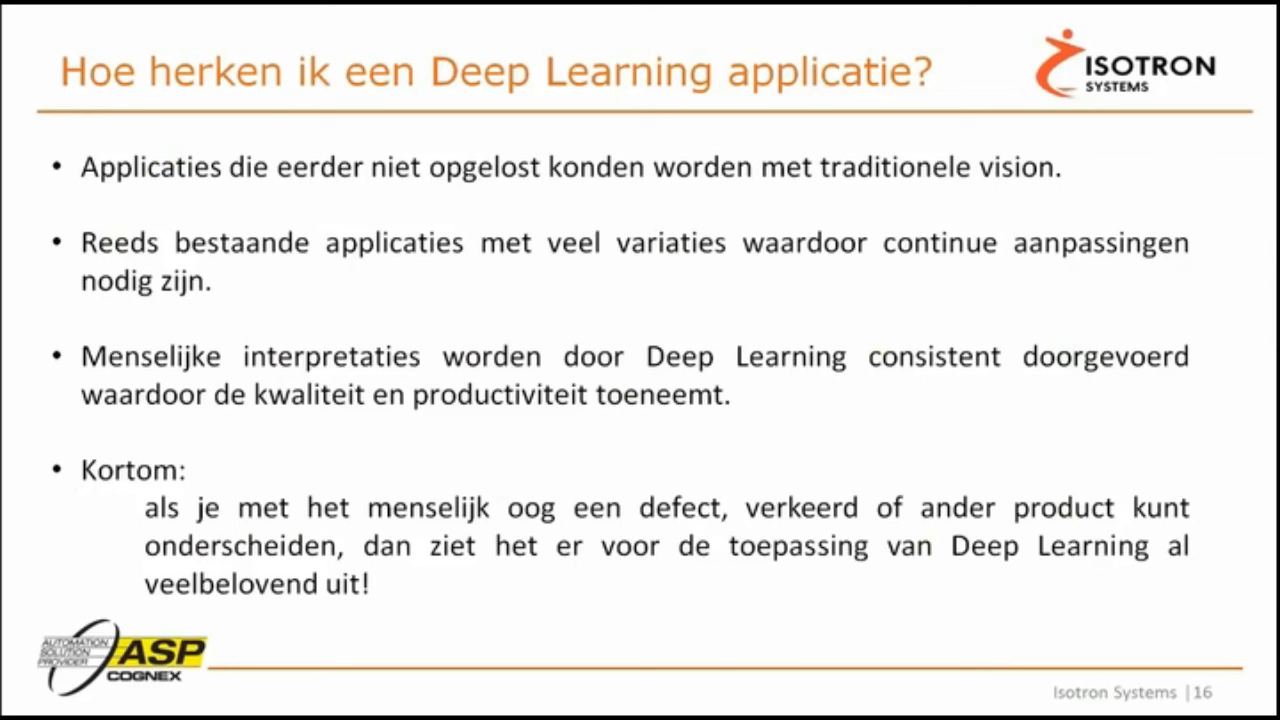 Hoe herken ik een Deep Learning applicatie?
ISOTRON
SYSTEMS
• Applicaties die eerder niet opgelost konden worden met traditionele vision.
• Reeds bestaande applicaties met veel variaties waardoor continue aanpassingen
nodig zijn.
• Menselijke interpretaties worden door Deep Learning consistent doorgevoerd
waardoor de kwaliteit en productiviteit toeneemt.
• Kortom:
als je met het menselijk oog een defect, verkeerd of ander product kunt
onderscheiden, dan ziet het er voor de toepassing van Deep Learning al
veelbelovend uit!
AUTOMATION
SOLUTION
PROVIDER
ASP
COGNEX
Isotron Systems |16